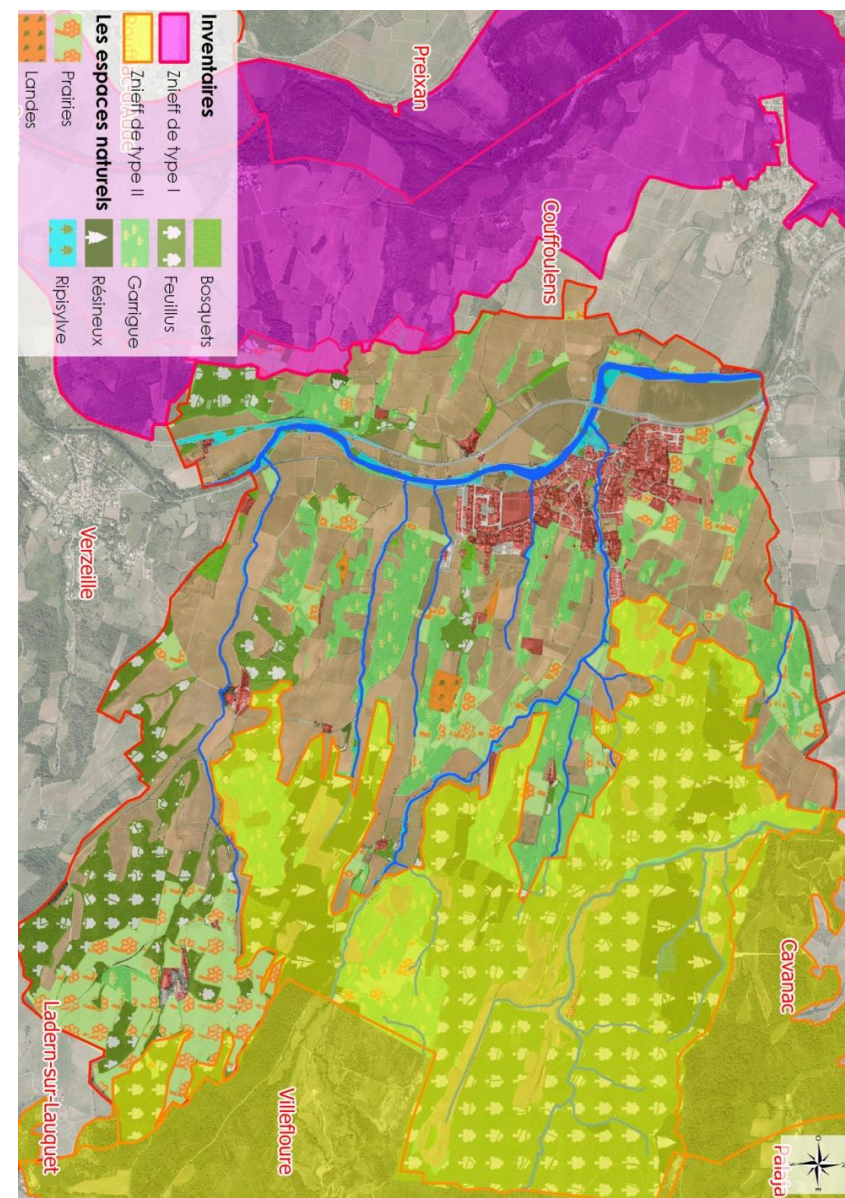 Inventaires
Znieff de type I
Znieff de type II
Les espaces naturels
Prairies
Landes
Bosquets
Feuillus
Garrigue
Résineux
Ripisylve
Preixan
Couffoulens
Verzeille
Cavanac
Palaja
Villefloure
Ladern-sur-Lauquet